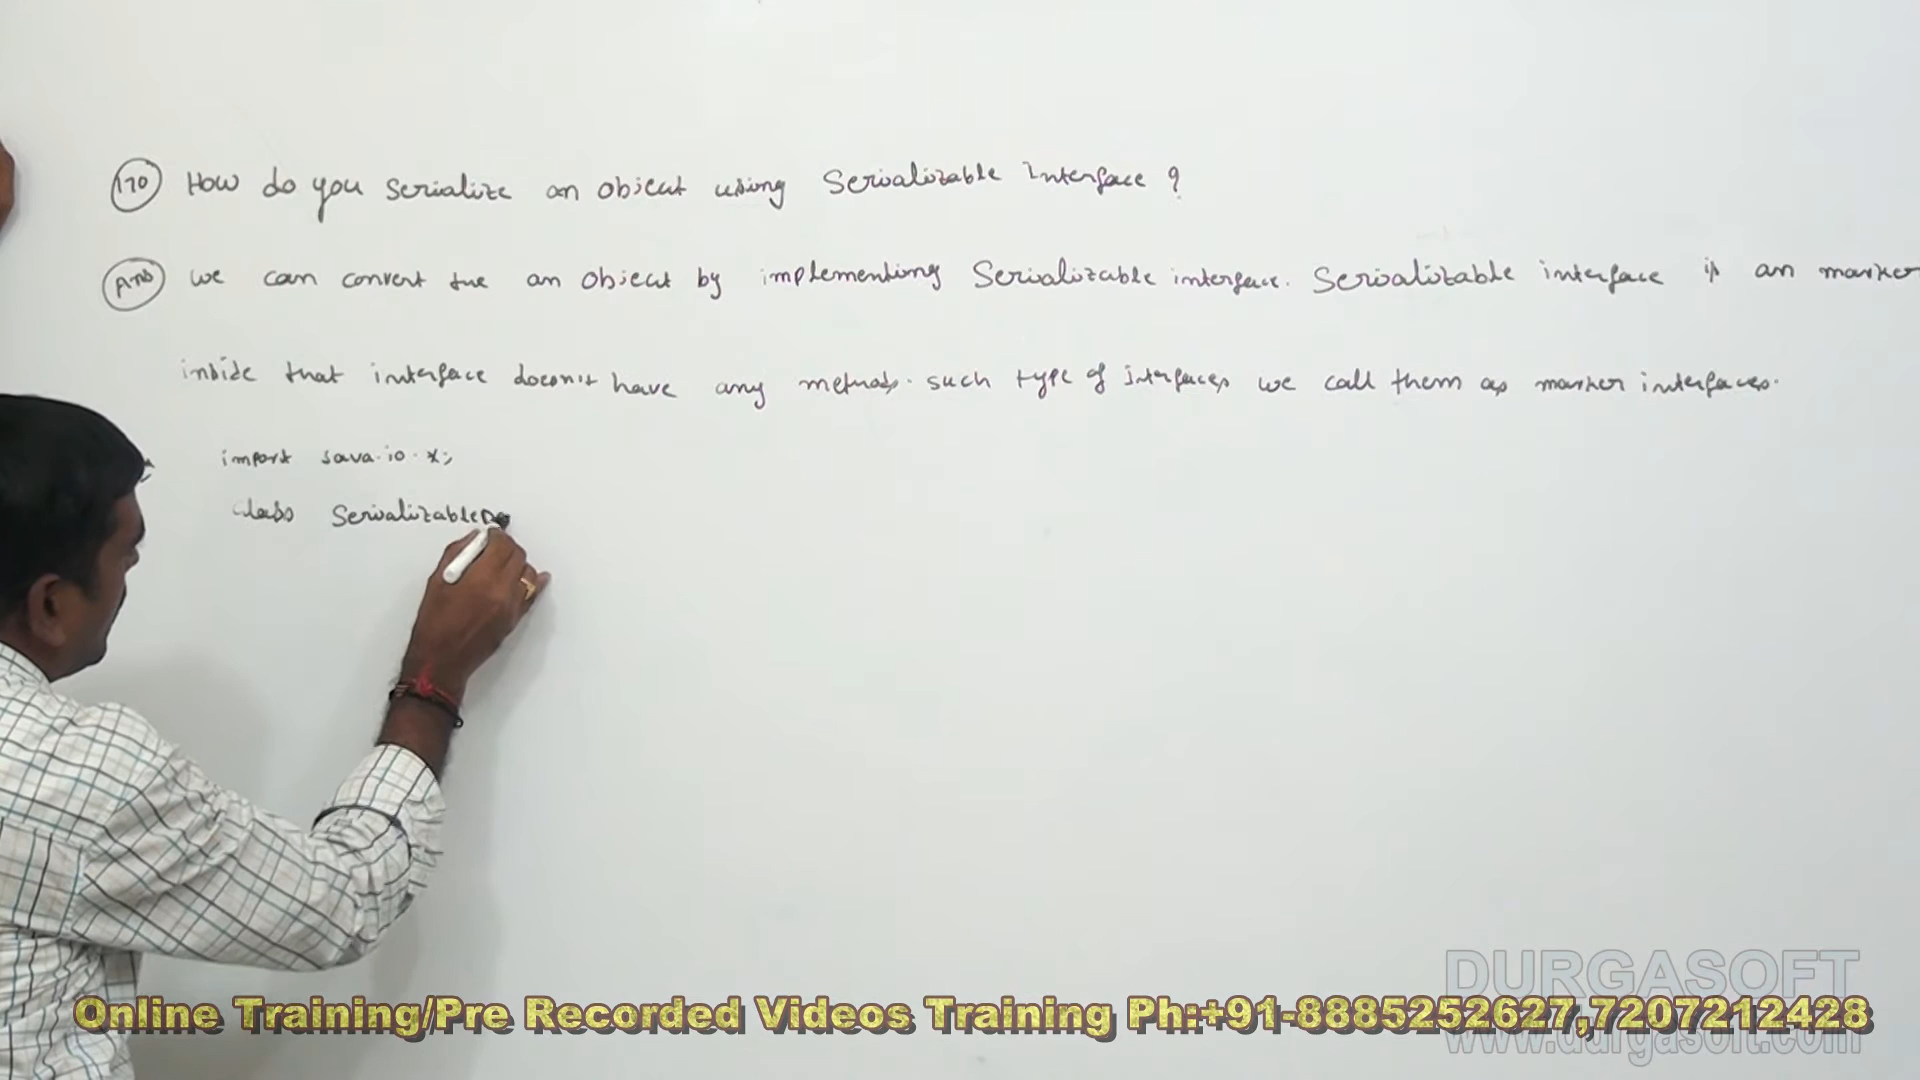 170 How do you serialize an object using Serializable Interface ?
Ans We can convert the an object by implementing Serializable interface. Serializable interface is an marker
inside that interface doesn't have any methods. such type of interfaces we call them as marker interfaces.
import java.io.*;
class SerializableDe
DURGASOFT
Online Training/Pre Recorded Videos Training Ph:+91-8885252627,7207212428
www.durgasoft.com